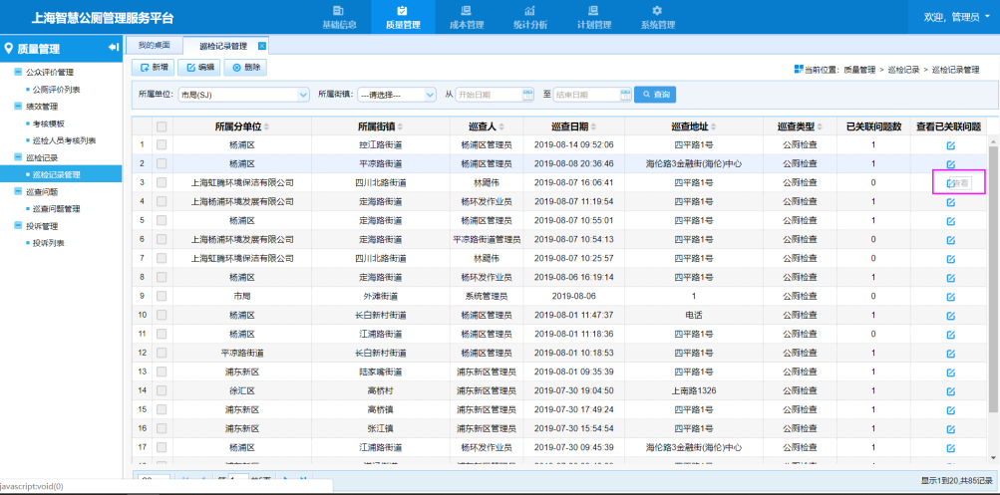 上海智慧公厕管理服务平台
基础信息 质量管理 成本管理 统计分析 计划管理 系统管理
欢迎, 管理员
质量管理
公众评价管理
公厕评价列表
绩效管理
考核模板
巡检人员考核列表
巡检记录
巡检记录管理
巡查问题
巡查问题管理
投诉管理
投诉列表
我的桌面 巡检记录管理
新增 编辑 删除
当前位置: 质量管理 > 巡检记录 > 巡检记录管理
所属单位: 市局(SJ) 所属街镇: ---请选择--- 从 开始日期 至 结束日期 查询
所属分单位 所属街镇 巡查人 巡查日期 巡查地址 巡查类型 已关联问题数 查看已关联问题
1 杨浦区 控江路街道 杨浦区管理员 2019-08-14 09:52:06 四平路1号 公厕检查 1
2 杨浦区 平凉路街道 杨浦区管理员 2019-08-08 20:36:46 海伦路3金融街(海伦)中心 公厕检查 1
3 上海虹腾环境保洁有限公司 四川北路街道 林飓伟 2019-08-07 16:06:41 四平路1号 公厕检查 0 查看
4 上海杨浦环境发展有限公司 定海路街道 杨环发作业员 2019-08-07 11:19:54 四平路1号 公厕检查 1
5 杨浦区 定海路街道 杨浦区管理员 2019-08-07 10:55:01 四平路1号 公厕检查 1
6 上海杨浦环境发展有限公司 定海路街道 平凉路街道管理员 2019-08-07 10:54:13 四平路1号 公厕检查 0
7 上海虹腾环境保洁有限公司 四川北路街道 林飓伟 2019-08-07 10:25:57 四平路1号 公厕检查 0
8 杨浦区 定海路街道 杨环发作业员 2019-08-06 16:19:14 四平路1号 公厕检查 1
9 市局 外滩街道 系统管理员 2019-08-06 1 公厕检查 0
10 杨浦区 长白新村街道 杨浦区管理员 2019-08-01 11:47:37 电话 公厕检查 1
11 杨浦区 江浦路街道 杨浦区管理员 2019-08-01 11:18:36 四平路1号 公厕检查 0
12 平凉路街道 长白新村街道 杨浦区管理员 2019-08-01 10:18:53 四平路1号 公厕检查 1
13 浦东新区 陆家嘴街道 浦东新区管理员 2019-08-01 09:35:39 四平路1号 公厕检查 1
14 徐汇区 高桥村 浦东新区管理员 2019-07-30 19:04:50 上南路1326 公厕检查 1
15 浦东新区 高桥镇 浦东新区管理员 2019-07-30 17:49:24 四平路1号 公厕检查 1
16 浦东新区 张江镇 浦东新区管理员 2019-07-30 15:54:54 四平路1号 公厕检查 1
17 杨浦区 江浦路街道 杨环发作业员 2019-07-30 09:45:39 海伦路3金融街(海伦)中心 公厕检查 1
javascript:void(0)
显示1到20,共85记录